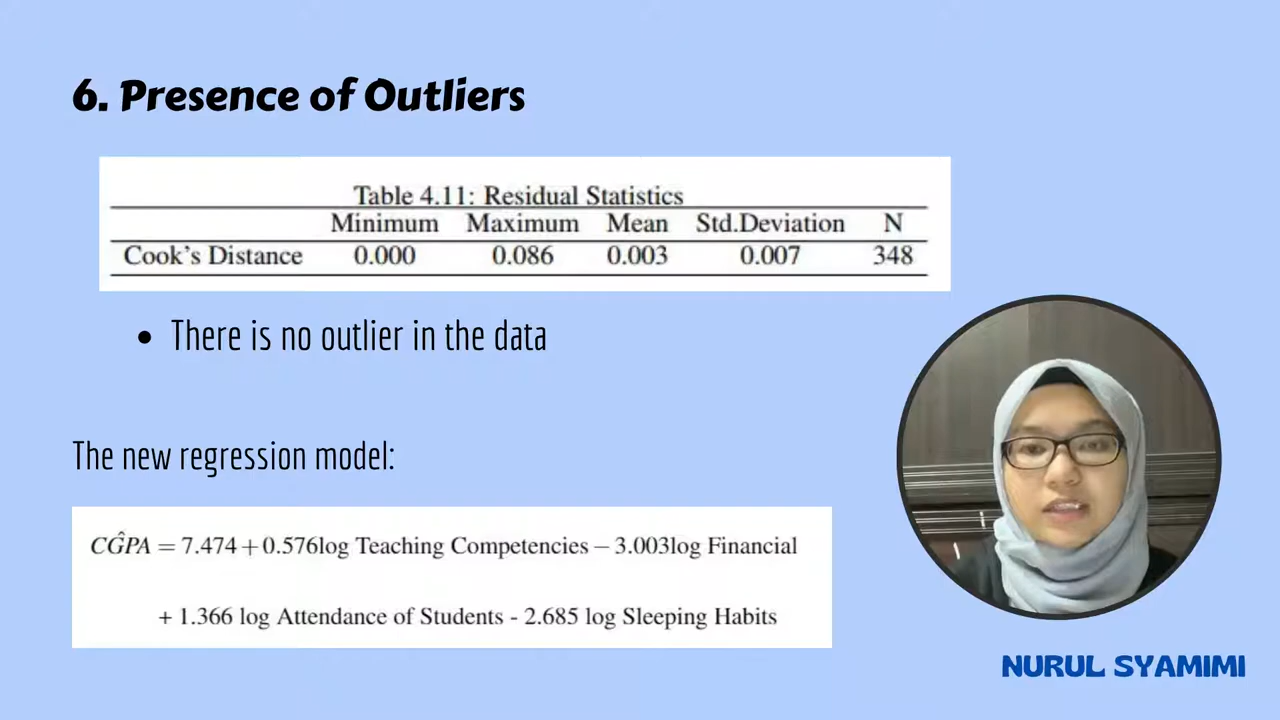 6. Presence of Outliers
Table 4.11: Residual Statistics
Minimum Maximum Mean Std.Deviation N
Cook's Distance 0.000 0.086 0.003 0.007 348
• There is no outlier in the data
The new regression model:
CĜPA = 7.474 + 0.576log Teaching Competencies − 3.003log Financial
+ 1.366 log Attendance of Students - 2.685 log Sleeping Habits
NURUL SYAMIMI